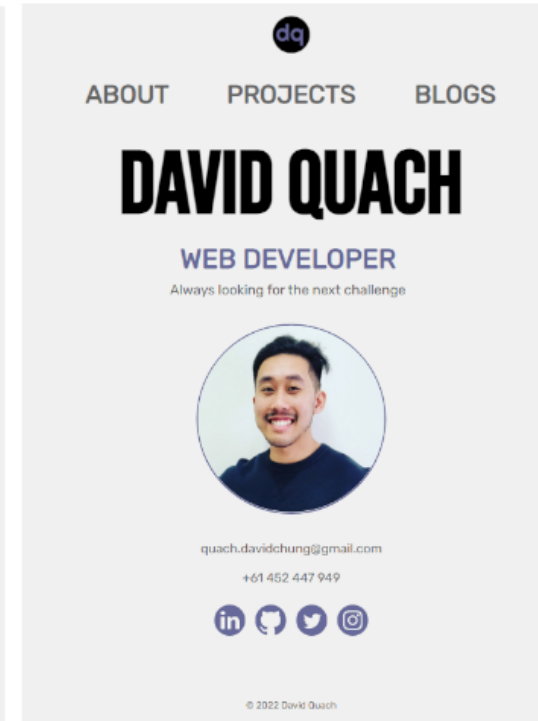 dq
ABOUT PROJECTS BLOGS
DAVID QUACH
WEB DEVELOPER
Always looking for the next challenge
quach.davidchung@gmail.com
+61 452 447 949
in
© 2022 David Quach